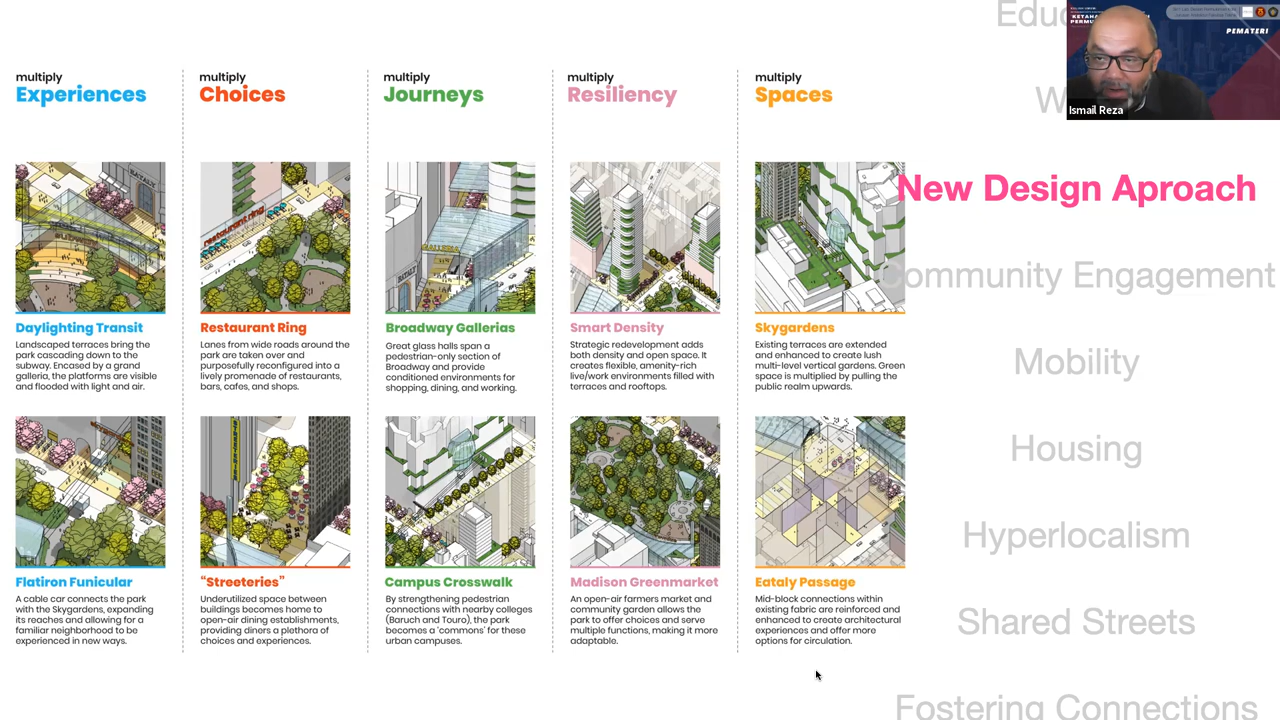 multiply
Experiences
multiply
Choices
multiply
Journeys
multiply
Resiliency
multiply
Spaces
Daylighting Transit
Landscaped terraces bring the
park cascading down to the
subway. Encased by a grand
galleria, the platforms are visible
and flooded with light and air.
restaurant ring
Restaurant Ring
Lanes from wide roads around the
park are taken over and
purposefully reconfigured into a
lively promenade of restaurants,
bars, cafes, and shops.
Broadway Gallerias
Great glass halls span a
pedestrian-only section of
Broadway and provide
conditioned environments for
shopping, dining, and working.
Smart Density
Strategic redevelopment adds
both density and open space. It
creates flexible, amenity-rich
live/work environments filled with
terraces and rooftops.
Skygardens
Existing terraces are extended
and enhanced to create lush
multi-level vertical gardens. Green
space is multiplied by pulling the
public realm upwards.
Flatiron Funicular
A cable car connects the park
with the Skygardens, expanding
its reaches and allowing for a
familiar neighborhood to be
experienced in new ways.
STREETERIES
“Streeteries”
Underutilized space between
buildings becomes home to
open-air dining establishments,
providing diners a plethora of
choices and experiences.
Campus Crosswalk
By strengthening pedestrian
connections with nearby colleges
(Baruch and Touro), the park
becomes a ‘commons’ for these
urban campuses.
Madison Greenmarket
An open-air farmers market and
community garden allows the
park to offer choices and serve
multiple functions, making it more
adaptable.
Eataly Passage
Mid-block connections within
existing fabric are reinforced and
enhanced to create architectural
experiences and offer more
options for circulation.
New Design Aproach
Community Engagement
Mobility
Housing
Hyperlocalism
Shared Streets
Fostering Connections
PEMATERI
Ismail Reza